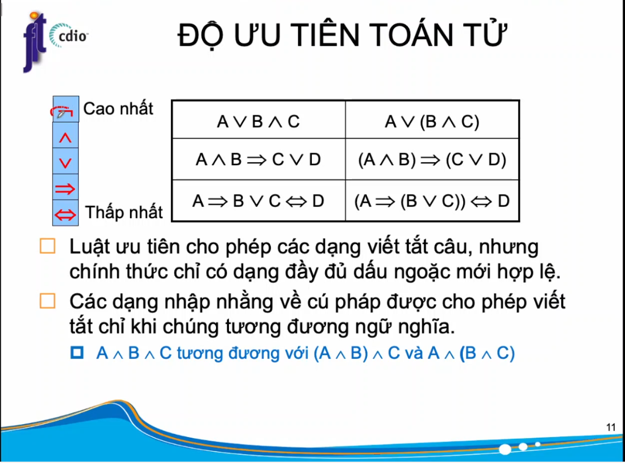 fit cdio
ĐỘ ƯU TIÊN TOÁN TỬ
¬ Cao nhất
∧
∨
⇒
⇔ Thấp nhất
A ∨ B ∧ C A ∨ (B ∧ C)
A ∧ B ⇒ C ∨ D (A ∧ B) ⇒ (C ∨ D)
A ⇒ B ∨ C ⇔ D (A ⇒ (B ∨ C)) ⇔ D
Luật ưu tiên cho phép các dạng viết tắt câu, nhưng
chính thức chỉ có dạng đầy đủ dấu ngoặc mới hợp lệ.
Các dạng nhập nhằng về cú pháp được cho phép viết
tắt chỉ khi chúng tương đương ngữ nghĩa.
A ∧ B ∧ C tương đương với (A ∧ B) ∧ C và A ∧ (B ∧ C)
11